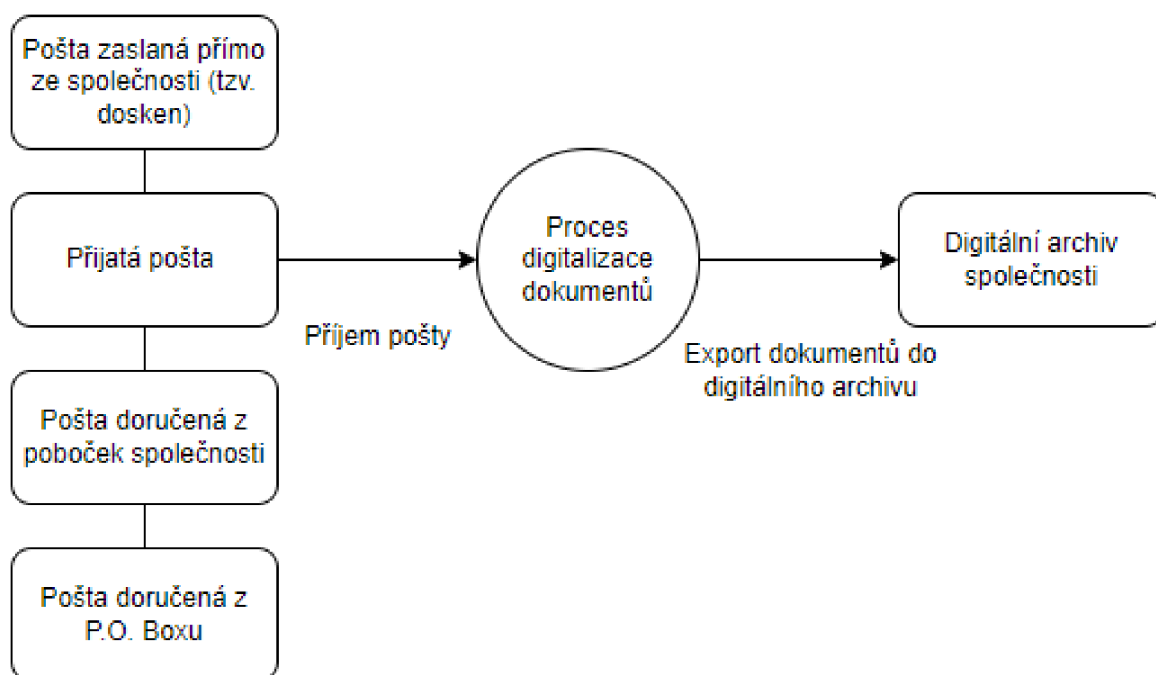 Pošta zaslaná přímo
ze společnosti (tzv.
dosken)
Přijatá pošta
Příjem pošty
Pošta doručená z
poboček společnosti
Pošta doručená z
P.O. Boxu
Proces
digitalizace
dokumentů
Export dokumentů do
digitálního archivu
Digitální archiv
společnosti